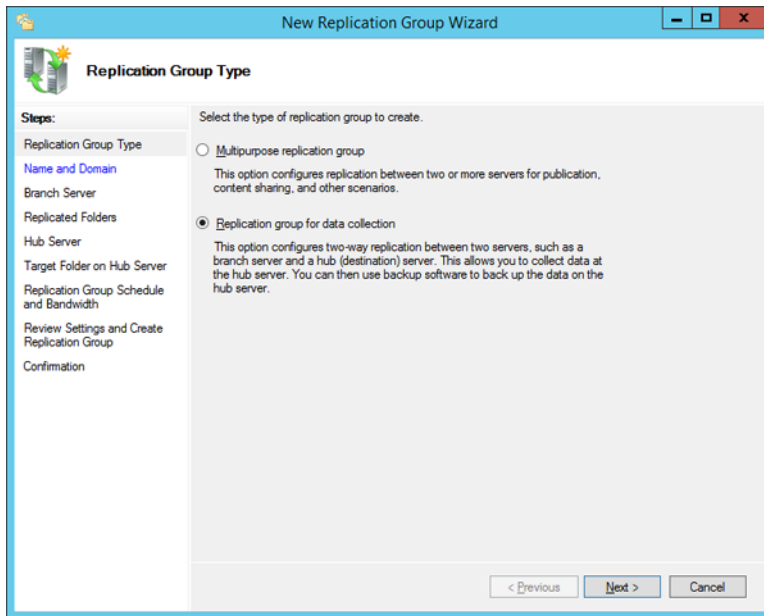 New Replication Group Wizard
Replication Group Type
Steps:
Replication Group Type
Name and Domain
Branch Server
Replicated Folders
Hub Server
Target Folder on Hub Server
Replication Group Schedule
and Bandwidth
Review Settings and Create
Replication Group
Confirmation
Select the type of replication group to create.
Multipurpose replication group
This option configures replication between two or more servers for publication,
content sharing, and other scenarios.
Replication group for data collection
This option configures two-way replication between two servers, such as a
branch server and a hub (destination) server. This allows you to collect data at
the hub server. You can then use backup software to back up the data on the
hub server.
< Previous
Next >
Cancel